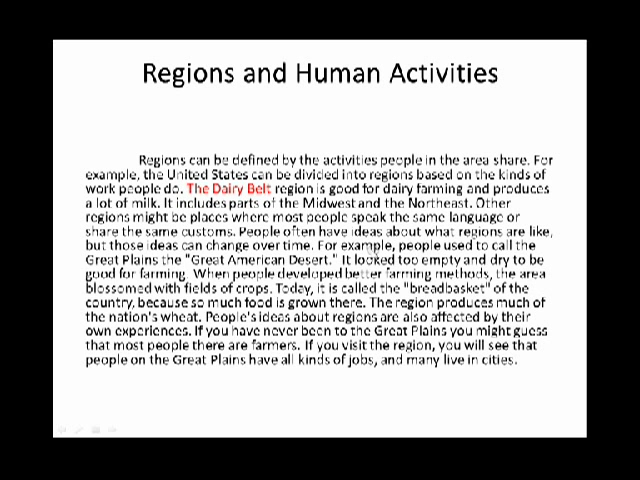 Regions and Human Activities
Regions can be defined by the activities people in the area share. For
example, the United States can be divided into regions based on the kinds of
work people do. The Dairy Belt region is good for dairy farming and produces
a lot of milk. It includes parts of the Midwest and the Northeast. Other
regions might be places where most people speak the same language or
share the same customs. People often have ideas about what regions are like,
but those ideas can change over time. For example, people used to call the
Great Plains the "Great American Desert." It looked too empty and dry to be
good for farming. When people developed better farming methods, the area
blossomed with fields of crops. Today, it is called the "breadbasket" of the
country, because so much food is grown there. The region produces much of
the nation's wheat. People's ideas about regions are also affected by their
own experiences. If you have never been to the Great Plains you might guess
that most people there are farmers. If you visit the region, you will see that
people on the Great Plains have all kinds of jobs, and many live in cities.